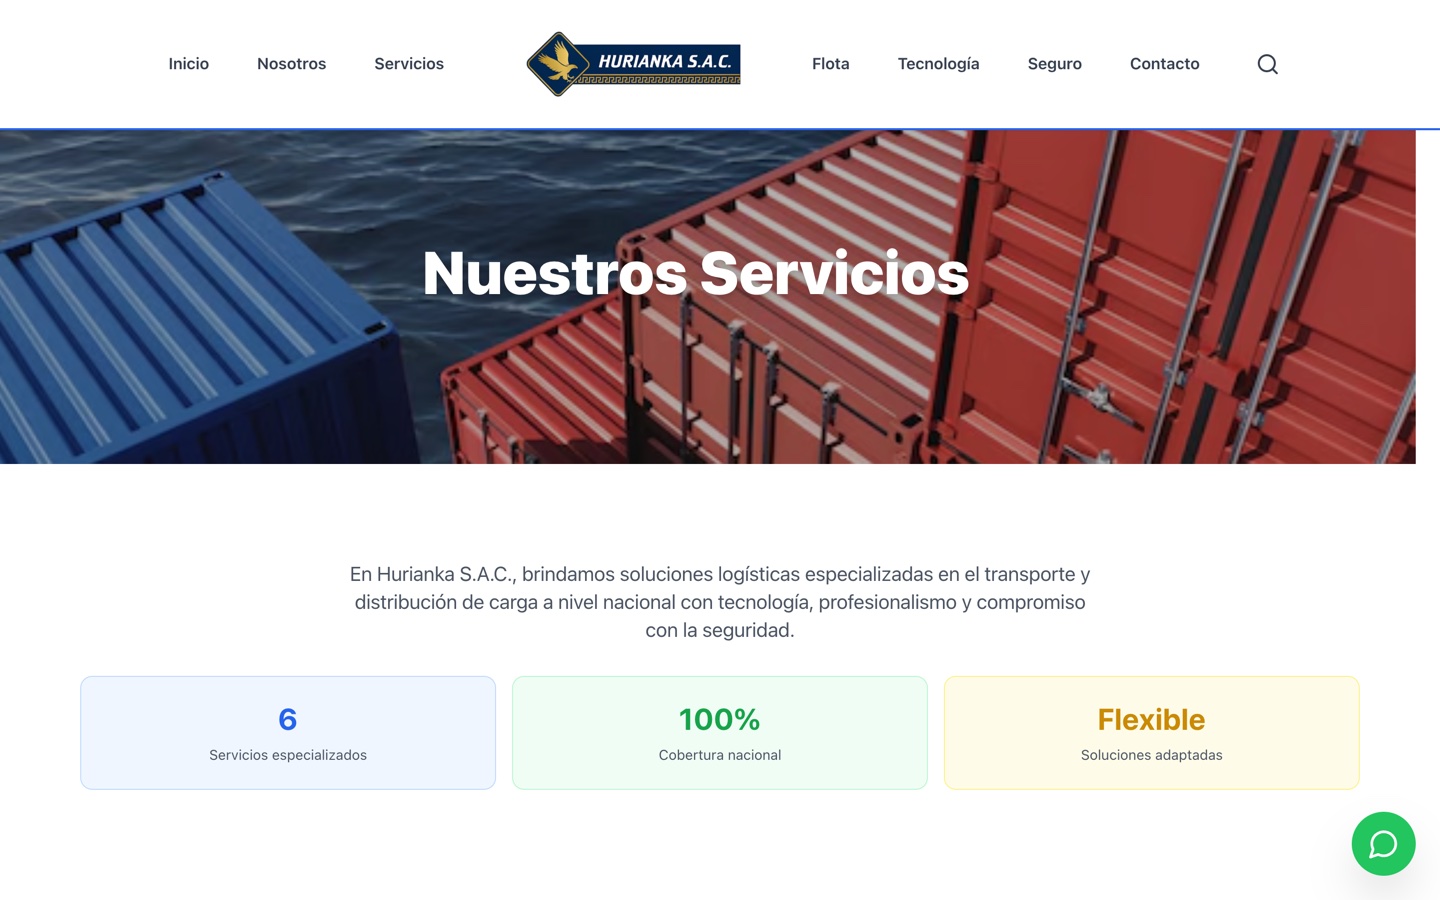 Inicio
Nosotros
Servicios
HURIANKA S.A.C.
Flota
Tecnología
Seguro
Contacto
Nuestros Servicios
En Hurianka S.A.C., brindamos soluciones logísticas especializadas en el transporte y
distribución de carga a nivel nacional con tecnología, profesionalismo y compromiso
con la seguridad.
6
Servicios especializados
100%
Cobertura nacional
Flexible
Soluciones adaptadas